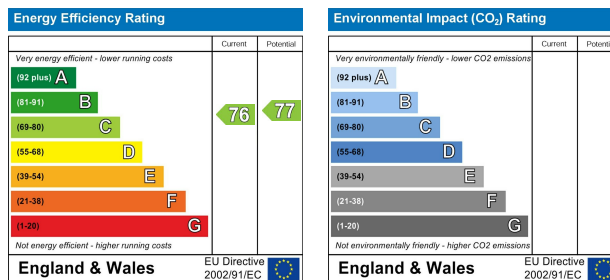 Energy Efficiency Rating
Current Potential
Very energy efficient - lower running costs
(92 plus) A
(81-91) B
(69-80) C
76 77
(55-68) D
(39-54) E
(21-38) F
(1-20) G
Not energy efficient - higher running costs
England & Wales
EU Directive
2002/91/EC
Environmental Impact (CO₂) Rating
Current Potential
Very environmentally friendly - lower CO2 emissions
(92 plus) A
(81-91) B
(69-80) C
(55-68) D
(39-54) E
(21-38) F
(1-20) G
Not environmentally friendly - higher CO2 emissions
England & Wales
EU Directive
2002/91/EC